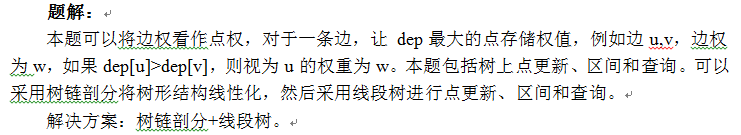 题解：
本题可以将边权看作点权，对于一条边，让 dep 最大的点存储权值，例如边 u,v，边权
为 w，如果 dep[u]>dep[v]，则视为 u 的权重为 w。本题包括树上点更新、区间和查询。可以
采用树链剖分将树形结构线性化，然后采用线段树进行点更新、区间和查询。
解决方案：树链剖分+线段树。